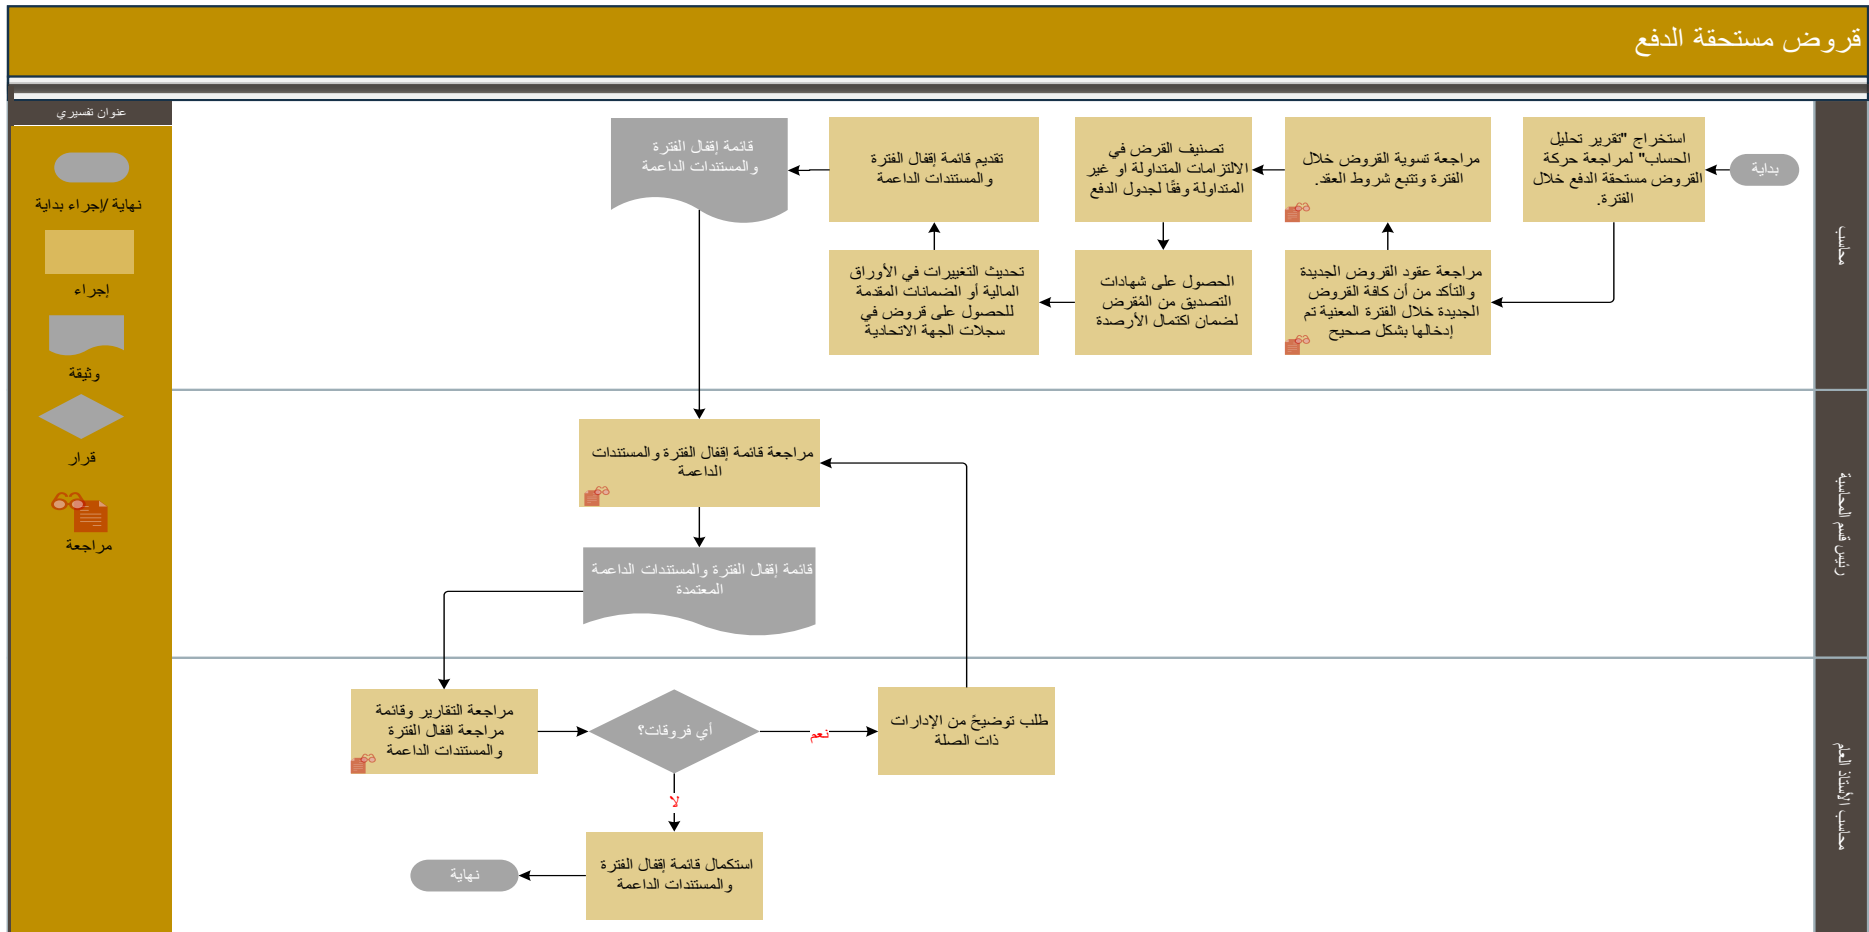 قروض مستحقة الدفع
عنوان تفسيري
نهاية /إجراء بداية
إجراء
وثيقة
قرار
مراجعة
محاسب
بداية
استخراج "تقرير تحليل
الحساب" لمراجعة حركة
القروض مستحقة الدفع خلال
الفترة.
مراجعة عقود القروض الجديدة
والتأكد من أن كافة القروض
الجديدة خلال الفترة المعنية تم
إدخالها بشكل صحيح
مراجعة تسوية القروض خلال
الفترة وتتبع شروط العقد.
تصنيف القرض في
الالتزامات المتداولة او غير
المتداولة وفقًا لجدول الدفع
الحصول على شهادات
التصديق من المُقرض
لضمان اكتمال الأرصدة
تحديث التغييرات في الأوراق
المالية أو الضمانات المقدمة
للحصول على قروض في
سجلات الجهة الاتحادية
تقديم قائمة إقفال الفترة
والمستندات الداعمة
قائمة إقفال الفترة
والمستندات الداعمة
رئيس قسم المحاسبة
مراجعة قائمة إقفال الفترة والمستندات
الداعمة
قائمة إقفال الفترة والمستندات الداعمة
المعتمدة
محاسب الأستاذ العام
مراجعة التقارير وقائمة
مراجعة اقفال الفترة
والمستندات الداعمة
أي فروقات؟
نعم
طلب توضيحً من الإدارات
ذات الصلة
لا
استكمال قائمة إقفال الفترة
والمستندات الداعمة
نهاية